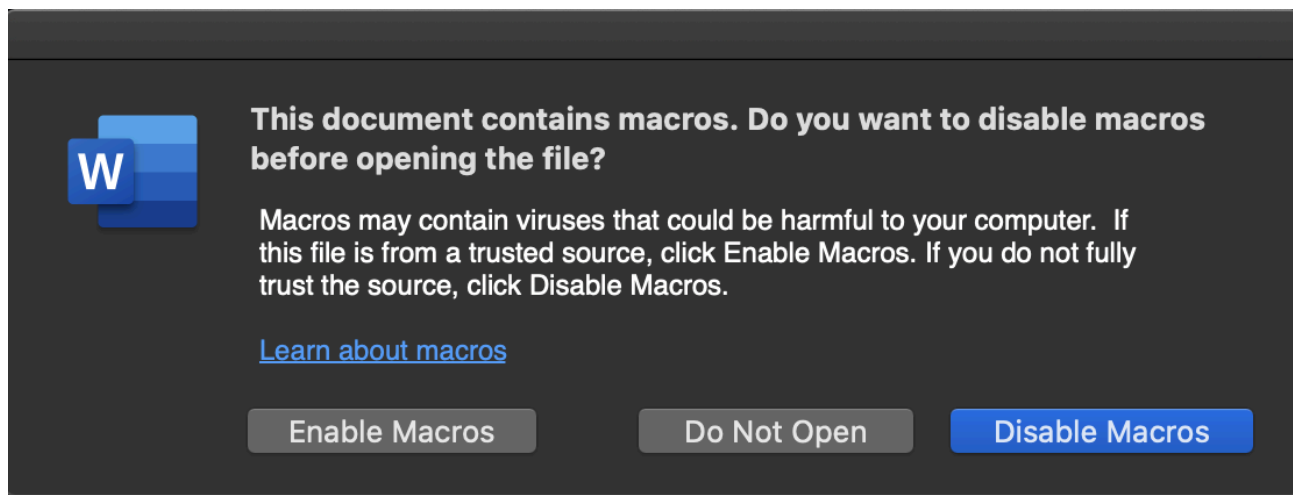 W
This document contains macros. Do you want to disable macros
before opening the file?
Macros may contain viruses that could be harmful to your computer.  If
this file is from a trusted source, click Enable Macros. If you do not fully
trust the source, click Disable Macros.
Learn about macros
Enable Macros
Do Not Open
Disable Macros